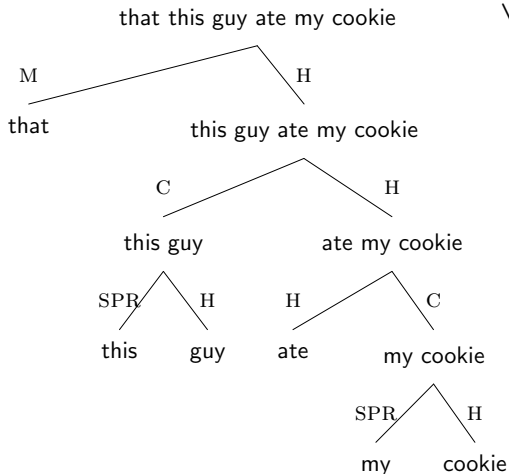 that this guy ate my cookie
M H
that this guy ate my cookie
C H
this guy ate my cookie
SPR H H C
this guy ate my cookie
SPR H
my cookie